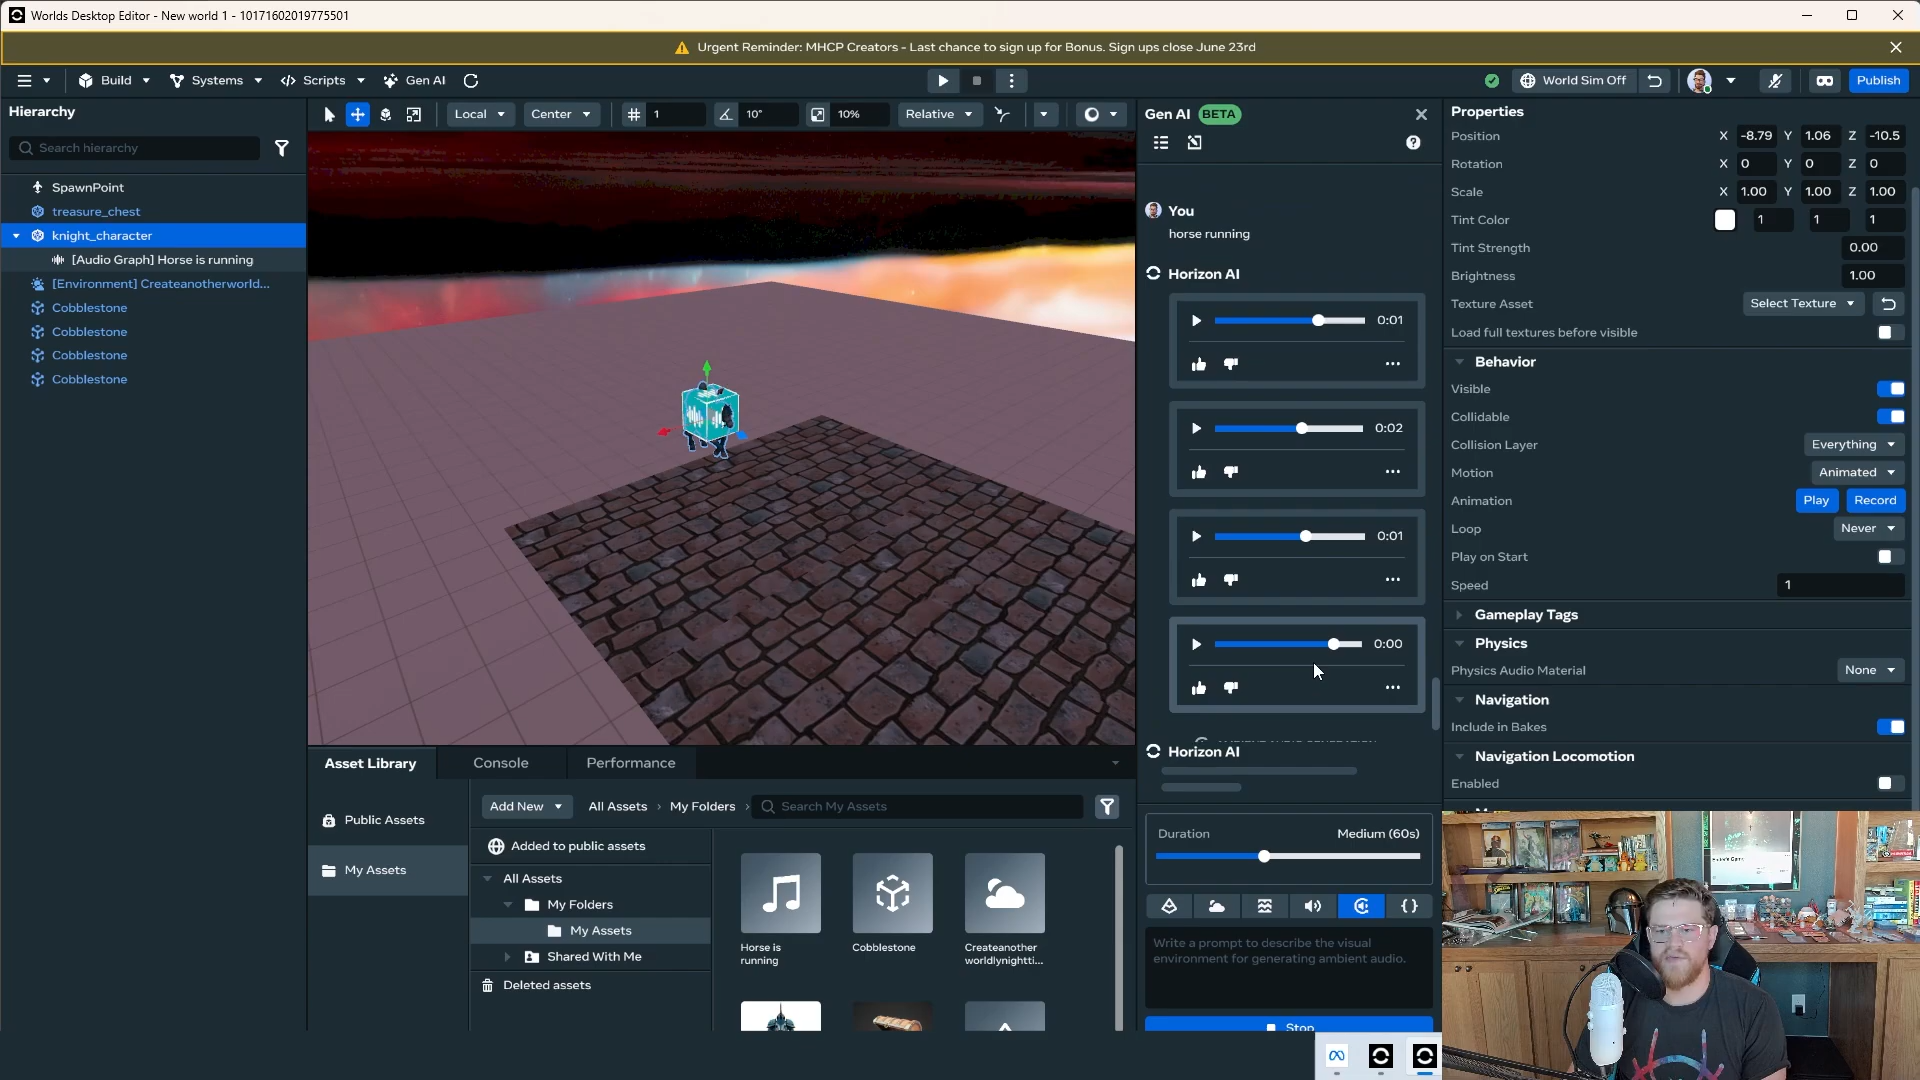 Worlds Desktop Editor - New world 1 - 10171602019775501
Urgent Reminder: MHCP Creators - Last chance to sign up for Bonus. Sign ups close June 23rd
Build
Systems
Scripts
Gen AI
World Sim Off
Publish
Hierarchy
Search hierarchy
SpawnPoint
treasure_chest
knight_character
[Audio Graph] Horse is running
[Environment] Createanotherworld...
Cobblestone
Cobblestone
Cobblestone
Cobblestone
Local
Center
1
10°
10%
Relative
Gen AI BETA
You
horse running
Horizon AI
0:01
0:02
0:01
0:00
Horizon AI
Duration Medium (60s)
Write a prompt to describe the visual
environment for generating ambient audio.
Stop
Properties
Position X -8.79 Y 1.06 Z -10.5
Rotation X 0 Y 0 Z 0
Scale X 1.00 Y 1.00 Z 1.00
Tint Color 1 1 1
Tint Strength 0.00
Brightness 1.00
Texture Asset Select Texture
Load full textures before visible
Behavior
Visible
Collidable
Collision Layer Everything
Motion Animated
Animation Play Record
Loop Never
Play on Start
Speed 1
Gameplay Tags
Physics
Physics Audio Material None
Navigation
Include in Bakes
Navigation Locomotion
Enabled
Asset Library
Console
Performance
Public Assets
My Assets
Add New
All Assets › My Folders ›
Search My Assets
Added to public assets
All Assets
My Folders
My Assets
Shared With Me
Deleted assets
Horse is
running
Cobblestone
Createanother
worldlynightti...